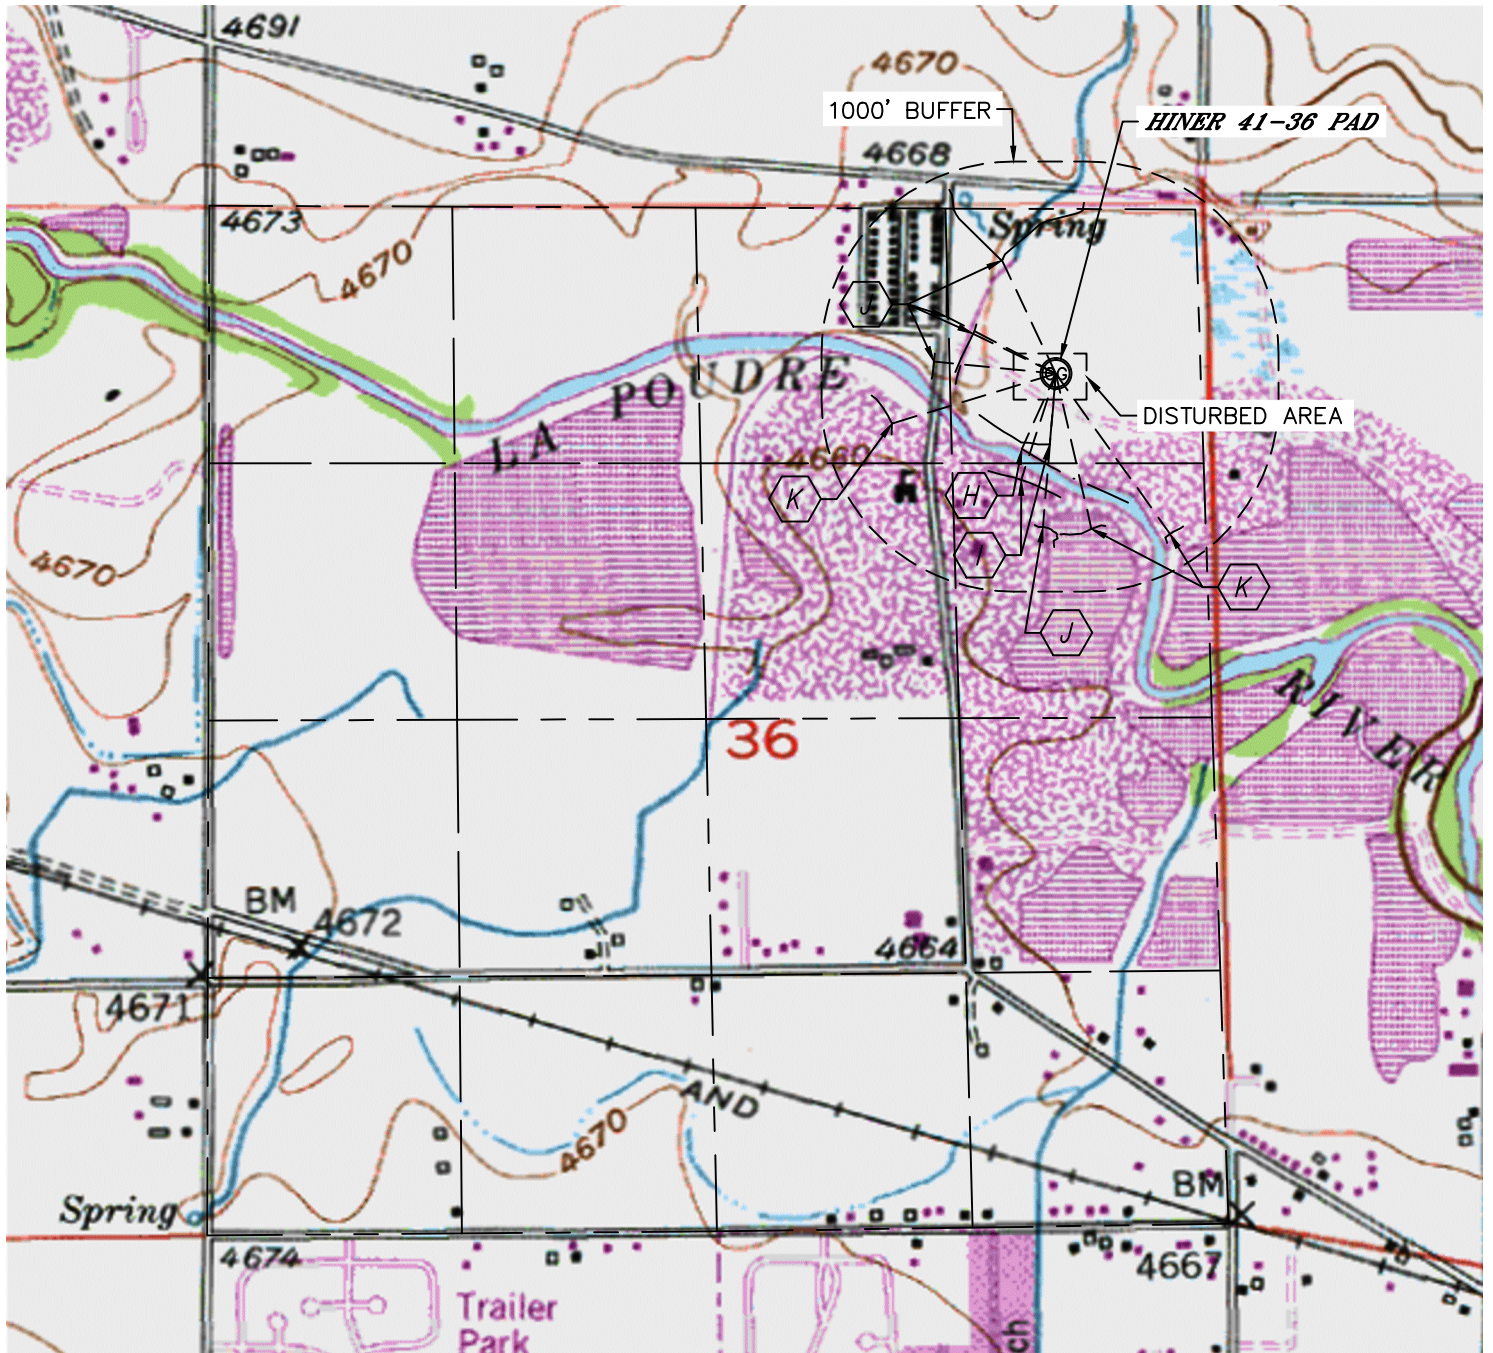 4691
4670
1000' BUFFER
HINER 41-36 PAD
4668
4673
Spring
4670
J
LA POUDRE
DISTURBED AREA
4660
K
H
I
4670
K
J
RIVER
36
BM
4672
4664
4671
AND
4670
BM
Spring
4674
4667
Trailer
Park
ch